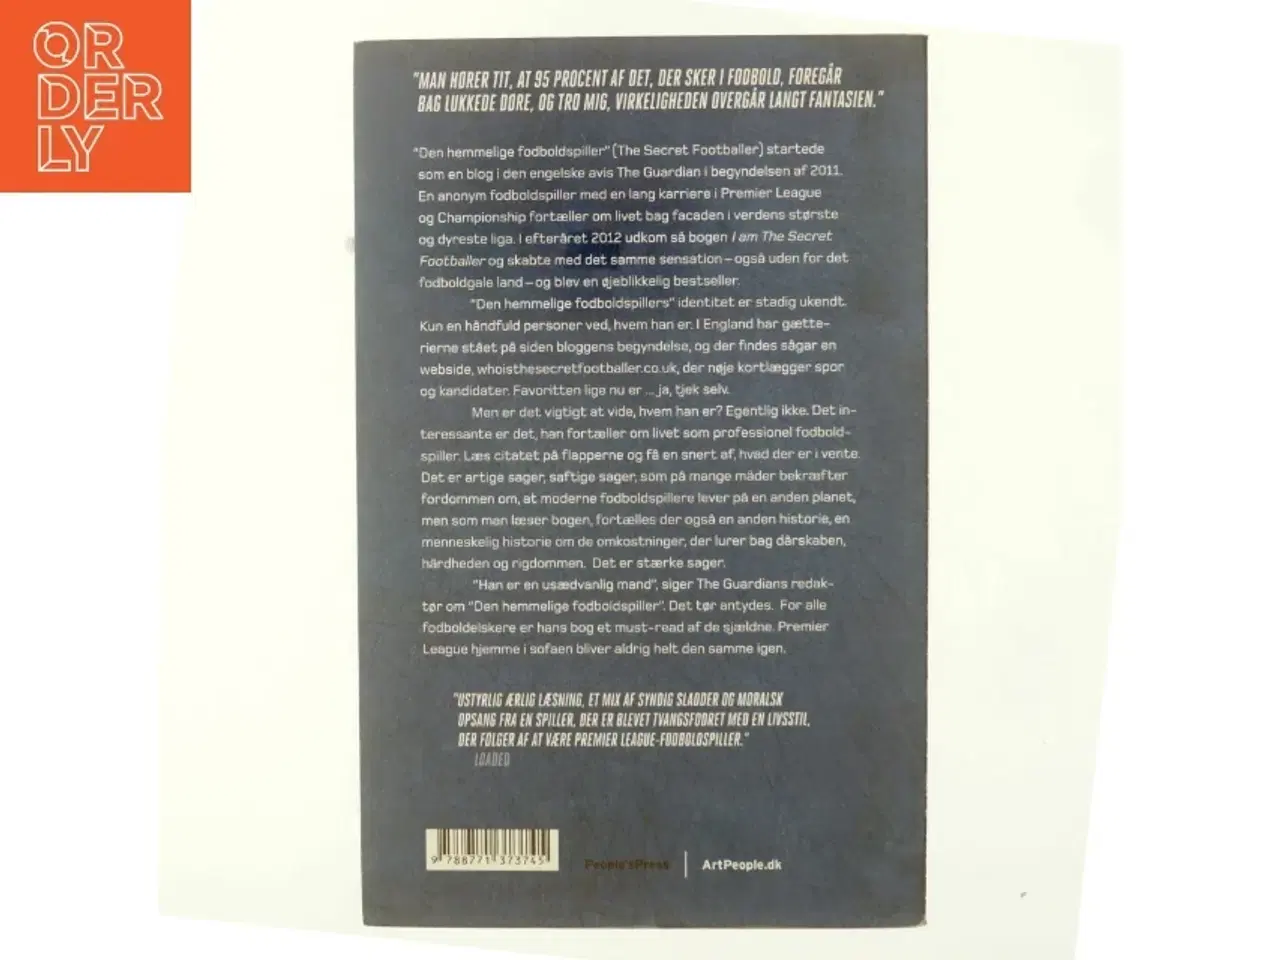 ORDERLY
"MAN HØRER TIT, AT 95 PROCENT AF DET, DER SKER I FODBOLD, FOREGÅR
BAG LUKKEDE DØRE, OG TRO MIG, VIRKELIGHEDEN OVERGÅR LANGT FANTASIEN."
"Den hemmelige fodboldspiller" (The Secret Footballer) startede
som en blog i den engelske avis The Guardian i begyndelsen af 2011.
En anonym fodboldspiller med en lang karriere i Premier League
og Championship fortæller om livet bag facaden i verdens største
og dyreste liga. I efteråret 2012 udkom så bogen I am The Secret
Footballer og skabte med det samme sensation – også uden for det
fodboldgale land – og blev en øjeblikkelig bestseller.
"Den hemmelige fodboldspillers" identitet er stadig ukendt.
Kun en håndfuld personer ved, hvem han er. I England har gætte-
rierne stået på siden bloggens begyndelse, og der findes sågar en
webside, whoisthesecretfootballer.co.uk, der nøje kortlægger spor
og kandidater. Favoritten lige nu er ... ja, tjek selv.
Men er det vigtigt at vide, hvem han er? Egentlig ikke. Det in-
teressante er det, han fortæller om livet som professionel fodbold-
spiller. Læs citatet på flapperne og få en snert af, hvad der er i vente.
Det er artige sager, saftige sager, som på mange måder bekræfter
fordommen om, at moderne fodboldspillere lever på en anden planet,
men som man læser bogen, fortælles der også en anden historie, en
menneskelig historie om de omkostninger, der lurer bag dårskaben,
hårdheden og rigdommen. Det er stærke sager.
"Han er en usædvanlig mand", siger The Guardians redak-
tør om "Den hemmelige fodboldspiller". Det tør antydes. For alle
fodboldelskere er hans bog et must-read af de sjældne. Premier
League hjemme i sofaen bliver aldrig helt den samme igen.
"USTYRLIG ÆRLIG LÆSNING, ET MIX AF SYNDIG SLADDER OG MORALSK
OPSANG FRA EN SPILLER, DER ER BLEVET TVANGSFODRET MED EN LIVSSTIL,
DER FØLGER AF AT VÆRE PREMIER LEAGUE-FODBOLDSPILLER."
LOADED
9 788771 373745
People'sPress | ArtPeople.dk